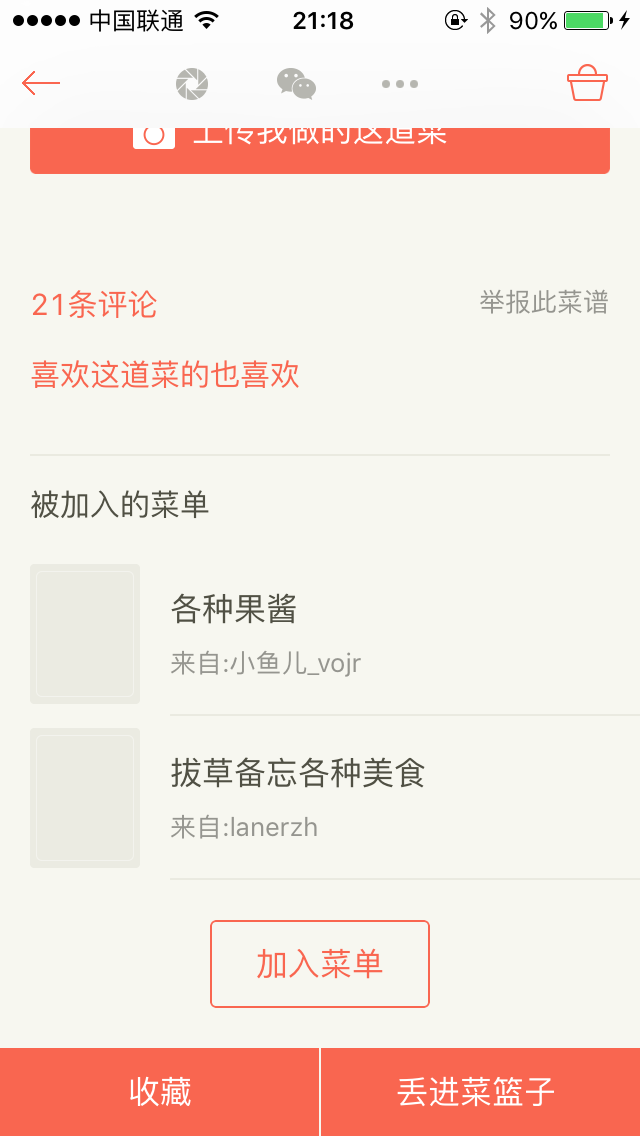 中国联通 21:18 90%
上传我做的这道菜
21条评论 举报此菜谱
喜欢这道菜的也喜欢
被加入的菜单
各种果酱
来自:小鱼儿_vojr
拔草备忘各种美食
来自:lanerzh
加入菜单
收藏 丢进菜篮子